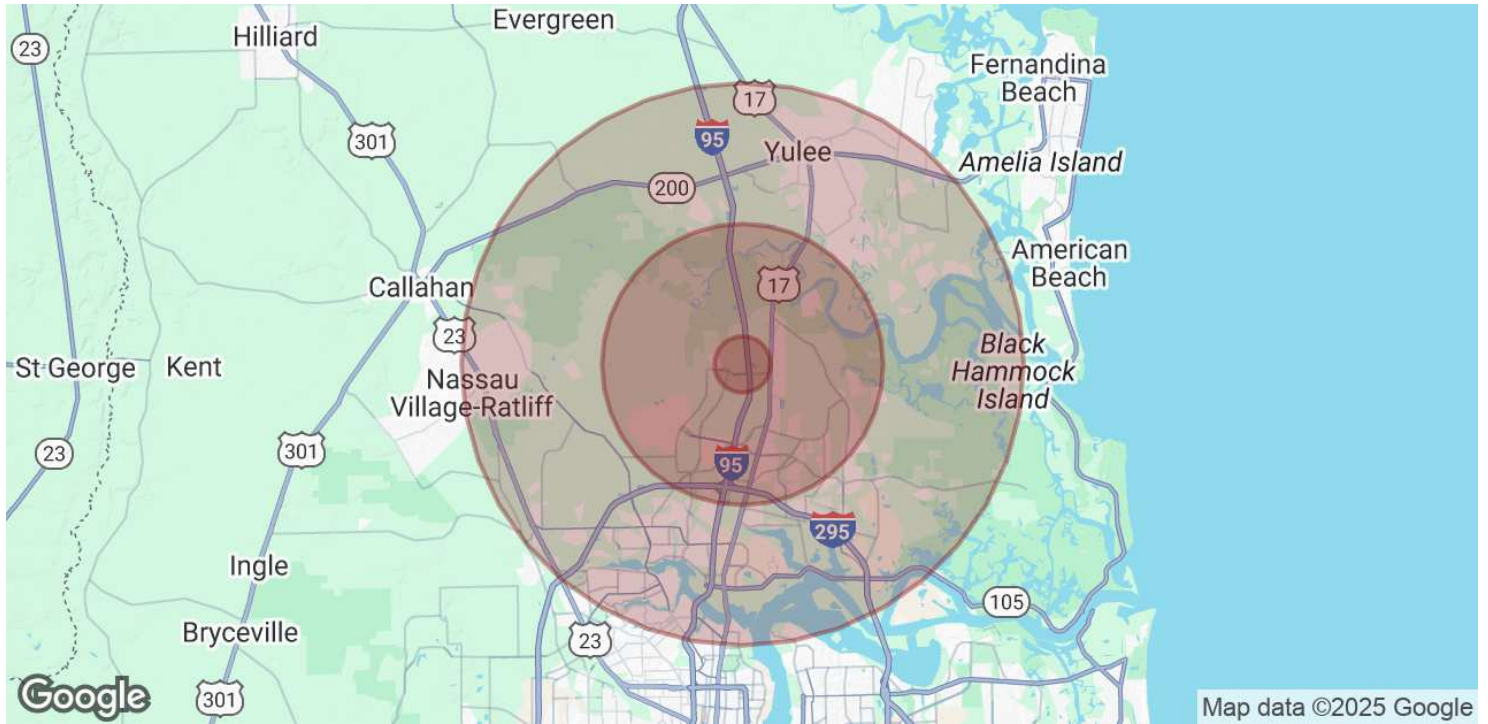 Evergreen
Hilliard
23
Fernandina
Beach
17
301
95
Yulee
Amelia Island
200
American
Beach
Callahan
17
23
Black
Hammock
Island
St George
Kent
Nassau
Village-Ratliff
301
23
95
295
Ingle
105
Bryceville
23
301
Google
Map data ©2025 Google